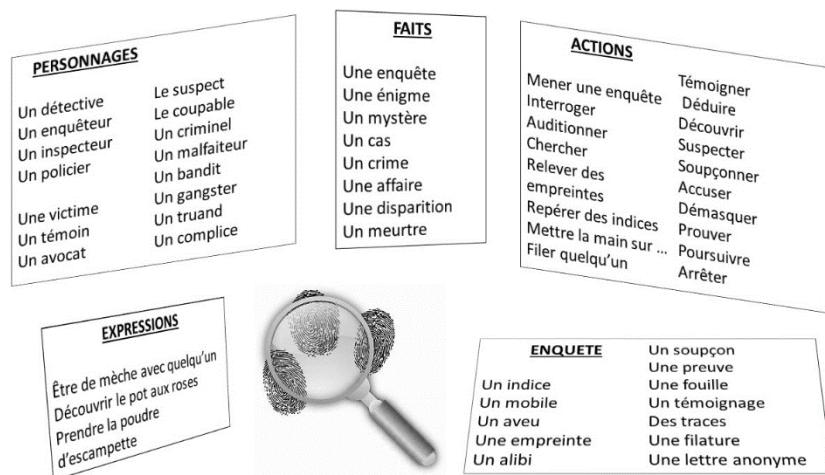 PERSONNAGES
Un détective
Un enquêteur
Un inspecteur
Un policier
Une victime
Un témoin
Un avocat
Le suspect
Le coupable
Un criminel
Un malfaiteur
Un bandit
Un gangster
Un truand
Un complice
FAITS
Une enquête
Une énigme
Un mystère
Un cas
Un crime
Une affaire
Une disparition
Un meurtre
ACTIONS
Mener une enquête
Interroger
Auditionner
Chercher
Relever des
empreintes
Repérer des indices
Mettre la main sur ...
Filer quelqu'un
Témoigner
Déduire
Découvrir
Suspecter
Soupçonner
Accuser
Démasquer
Prouver
Poursuivre
Arrêter
EXPRESSIONS
Être de mèche avec quelqu'un
Découvrir le pot aux roses
Prendre la poudre
d'escampette
ENQUETE
Un indice
Un mobile
Un aveu
Une empreinte
Un alibi
Un soupçon
Une preuve
Une fouille
Un témoignage
Des traces
Une filature
Une lettre anonyme